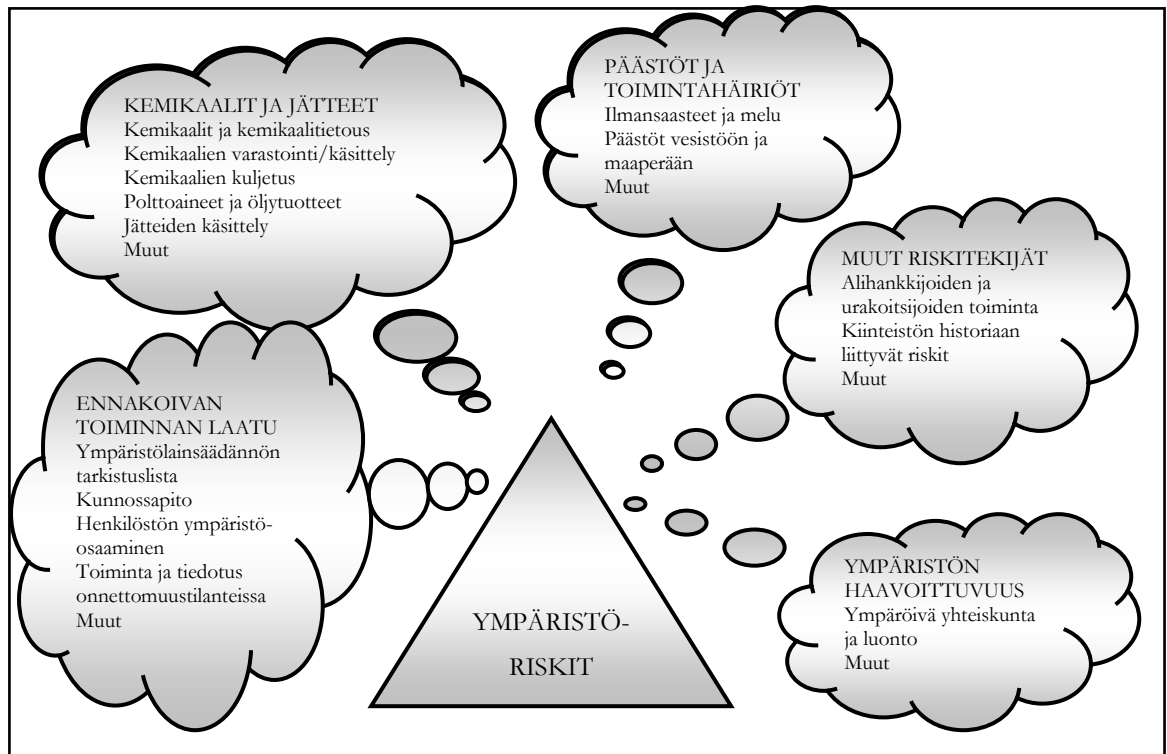 KEMIKAALIT JA JÄTTEET
Kemikaalit ja kemikaalitietous
Kemikaalien varastointi/käsittely
Kemikaalien kuljetus
Polttoaineet ja öljytuotteet
Jätteiden käsittely
Muut
PÄÄSTÖT JA
TOIMINTAHÄIRIÖT
Ilmansaasteet ja melu
Päästöt vesistöön ja
maaperään
Muut
MUUT RISKITEKIJÄT
Alihankkijoiden ja
urakoitsijoiden toiminta
Kiinteistön historiaan
liittyvät riskit
Muut
ENNAKOIVAN
TOIMINNAN LAATU
Ympäristölainsäädännön
tarkistuslista
Kunnossapito
Henkilöstön ympäristö-
osaaminen
Toiminta ja tiedotus
onnettomuustilanteissa
Muut
YMPÄRISTÖN
HAAVOITTUVUUS
Ympäröivä yhteiskunta
ja luonto
Muut
YMPÄRISTÖ-
RISKIT